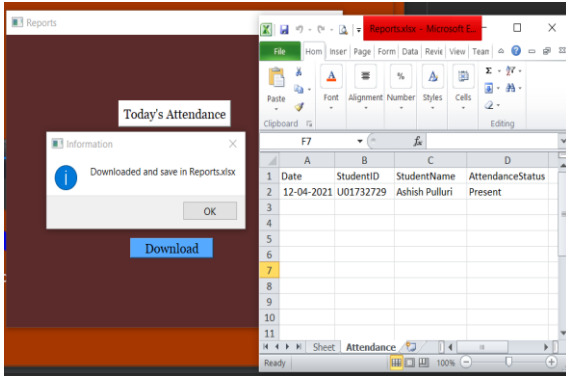 Reports
Today's Attendance
Information
Downloaded and save in Reports.xlsx
OK
Download
Reports.xlsx - Microsoft E...
File Hom Inser Page Form Data Revie View Tean
Paste Font Alignment Number Styles Cells
Clipboard Editing
F7 fx
A B C D
1 Date StudentID StudentName AttendanceStatus
2 12-04-2021 U01732729 Ashish Pulluri Present
3
4
5
6
7
8
9
10
11
Sheet Attendance
Ready 100%